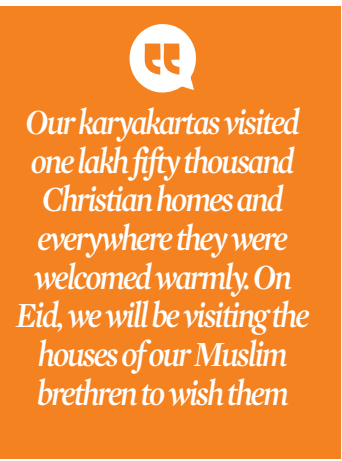 Our karyakartas visited
one lakh fifty thousand
Christian homes and
everywhere they were
welcomed warmly. On
Eid, we will be visiting the
houses of our Muslim
brethren to wish them